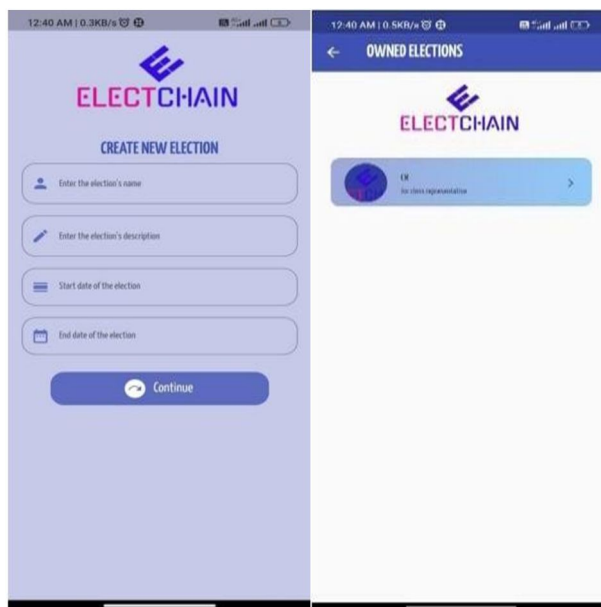 12:40 AM | 0.3KB/s
ELECTCHAIN
CREATE NEW ELECTION
Enter the election's name
Enter the election's description
Start date of the election
End date of the election
Continue
12:40 AM | 0.5KB/s
OWNED ELECTIONS
ELECTCHAIN
for class representative